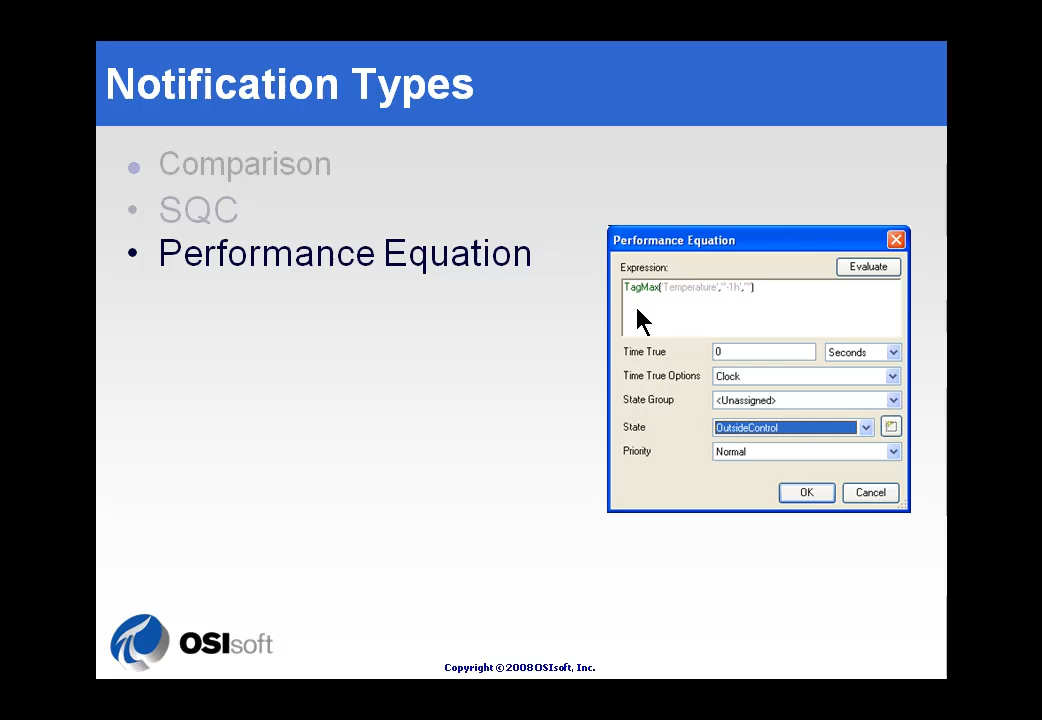 Notification Types
• Comparison
• SQC
• Performance Equation
Performance Equation
Expression:
Evaluate
TagMax('Temperature','*-1h','*')
Time True
0
Seconds
Time True Options
Clock
State Group
<Unassigned>
State
OutsideControl
Priority
Normal
OK
Cancel
OSIsoft
Copyright © 2008 OSIsoft, Inc.